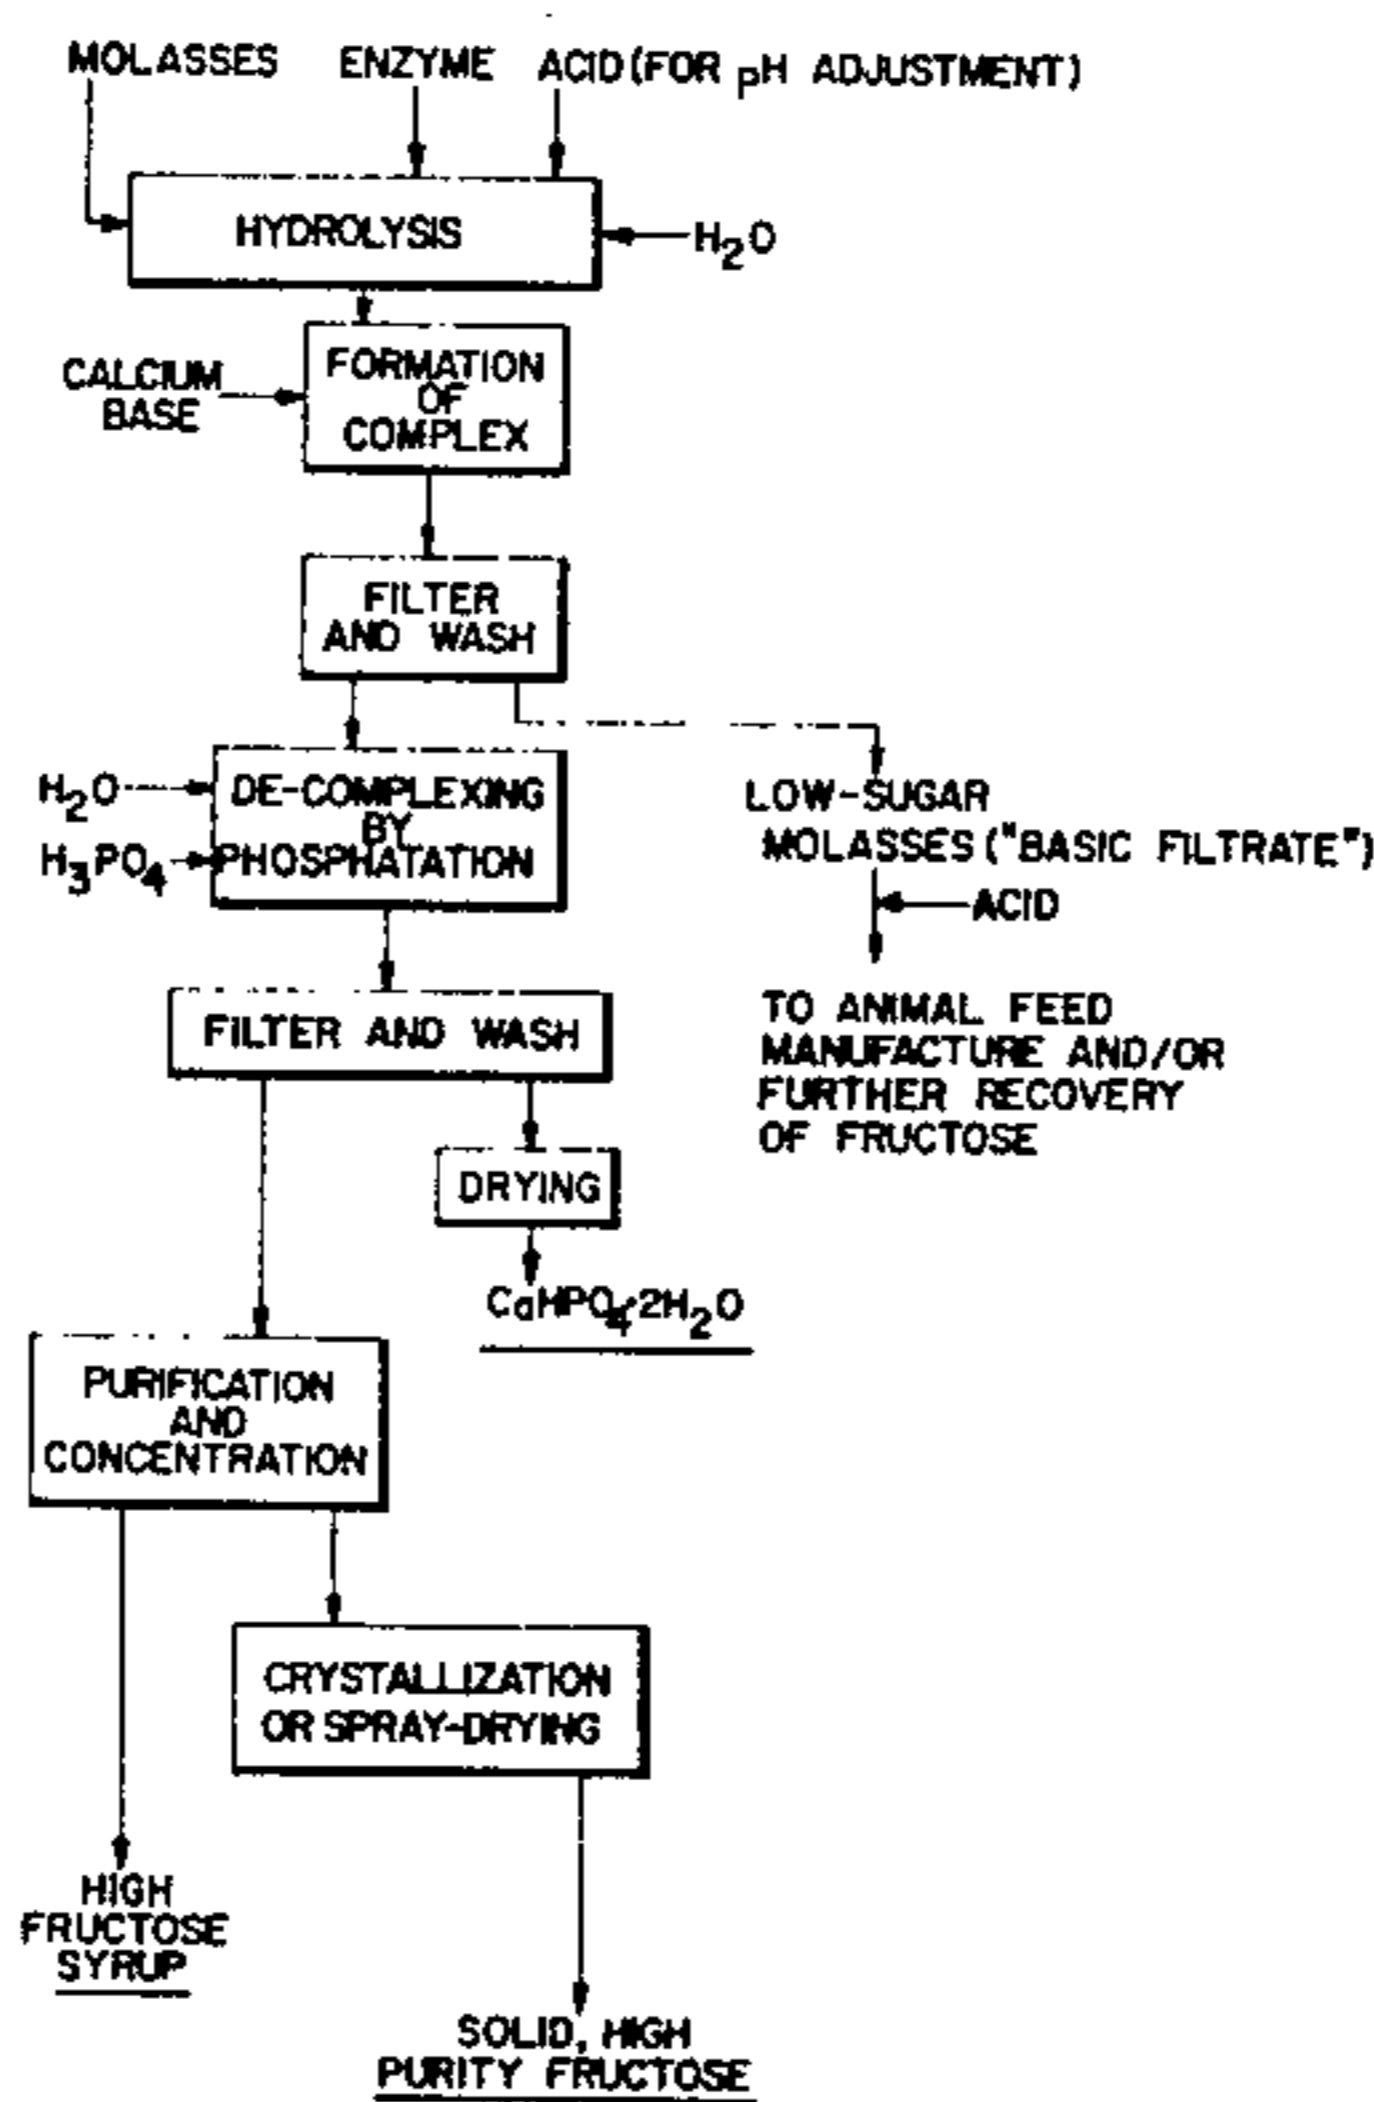 MOLASSES ENZYME ACID (FOR pH ADJUSTMENT)
HYDROLYSIS
H2O
CALCIUM
BASE
FORMATION
OF
COMPLEX
FILTER
AND WASH
H2O
H3PO4
DE-COMPLEXING
BY
PHOSPHATATION
LOW-SUGAR
MOLASSES ("BASIC FILTRATE")
ACID
TO ANIMAL FEED
MANUFACTURE AND/OR
FURTHER RECOVERY
OF FRUCTOSE
FILTER AND WASH
DRYING
CaHPO4·2H2O
PURIFICATION
AND
CONCENTRATION
CRYSTALLIZATION
OR SPRAY-DRYING
HIGH
FRUCTOSE
SYRUP
SOLID, HIGH
PURITY FRUCTOSE